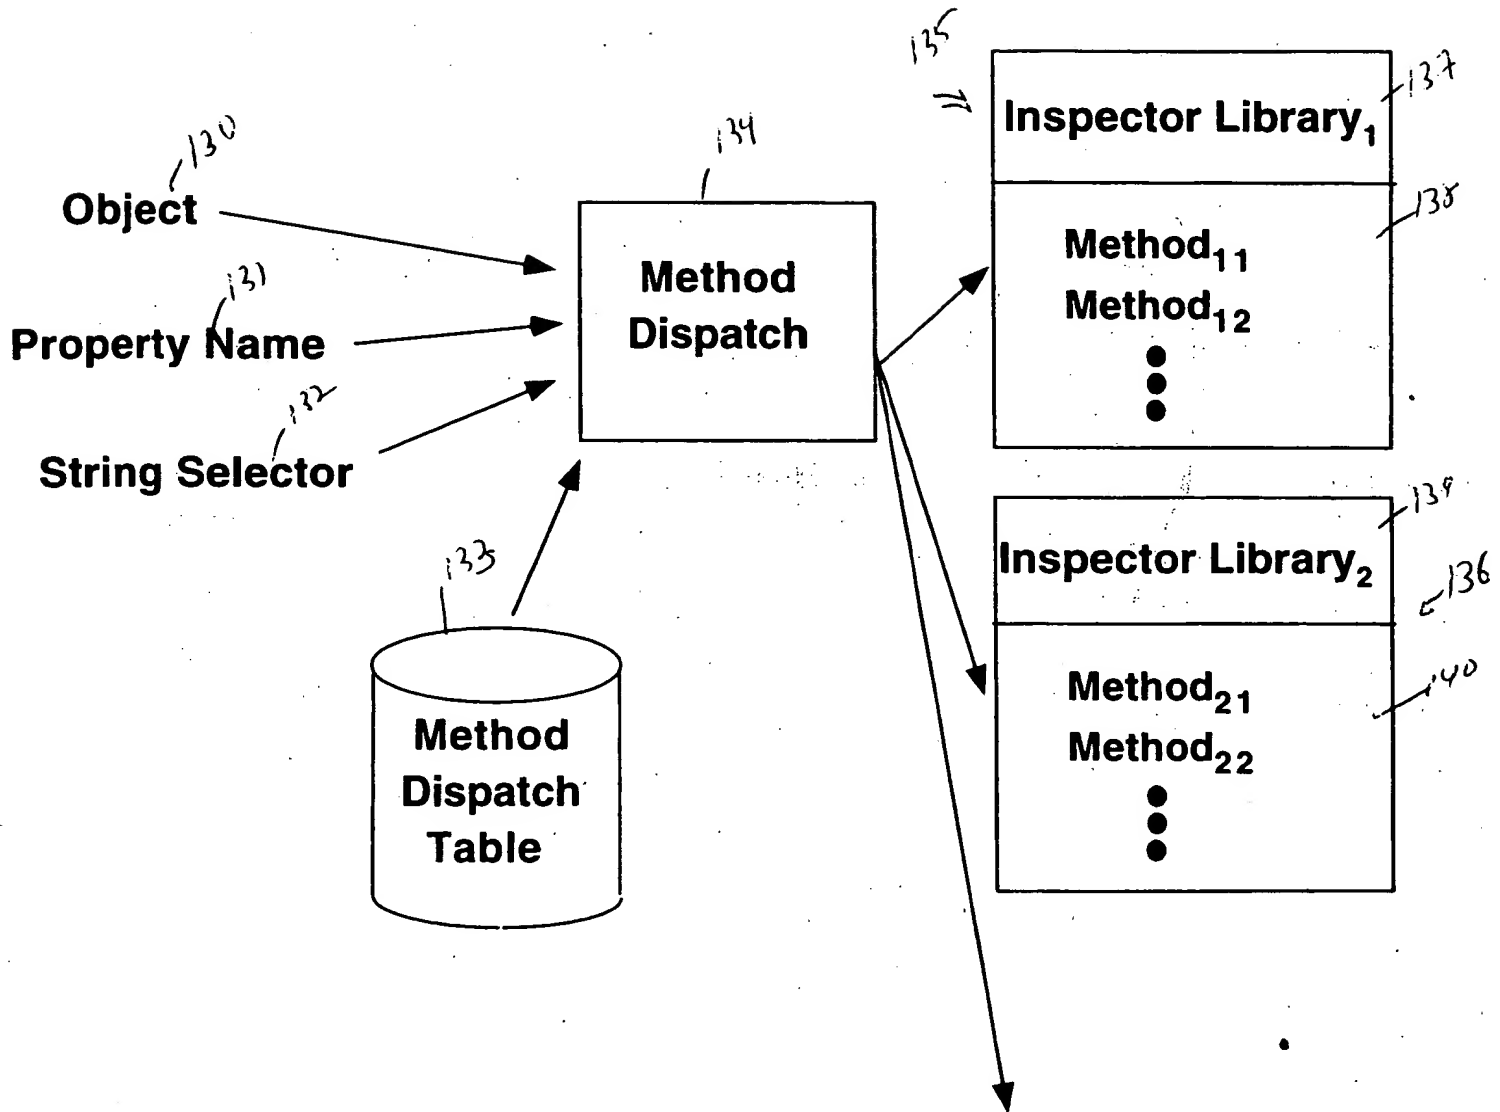 130
Object
131
Property Name
132
String Selector
133
Method
Dispatch
Table
134
Method
Dispatch
135
137
Inspector Library₁
138
Method₁₁
Method₁₂
139
Inspector Library₂
136
140
Method₂₁
Method₂₂